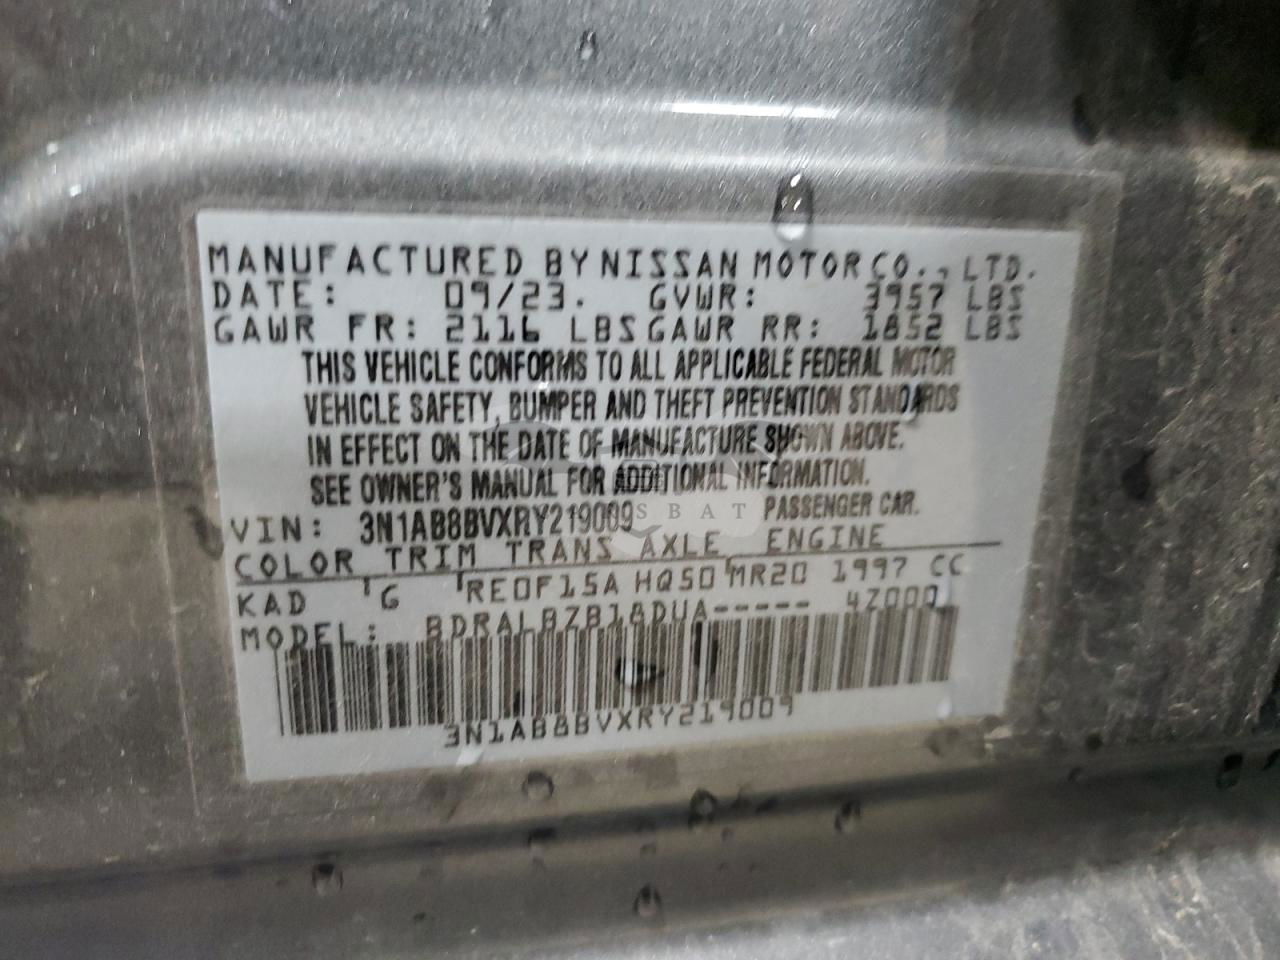 MANUFACTURED BY NISSAN MOTOR CO., LTD.
DATE: 09/23. GVWR: 3957 LBS
GAWR FR: 2116 LBS GAWR RR: 1852 LBS
THIS VEHICLE CONFORMS TO ALL APPLICABLE FEDERAL MOTOR
VEHICLE SAFETY, BUMPER AND THEFT PREVENTION STANDARDS
IN EFFECT ON THE DATE OF MANUFACTURE SHOWN ABOVE.
SEE OWNER'S MANUAL FOR ADDITIONAL INFORMATION.
VIN: 3N1AB8BVXRY219009 PASSENGER CAR.
COLOR TRIM TRANS AXLE ENGINE
KAD G RE0F15A HQ50 MR20 1997 CC
MODEL: BDRALBZB18DUA----- 4Z000
3N1AB8BVXRY219009